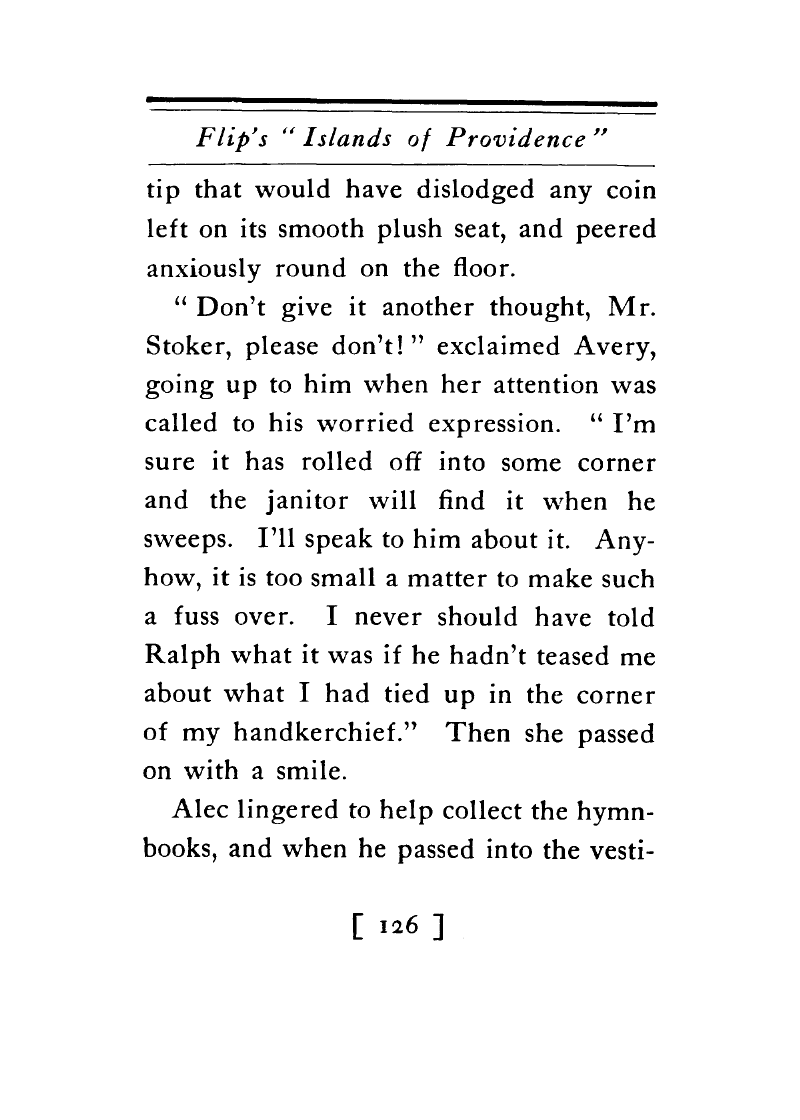 Flip's " Islands of Providence "
tip that would have dislodged any coin
left on its smooth plush seat, and peered
anxiously round on the floor.
" Don't give it another thought, Mr.
Stoker, please don't! " exclaimed Avery,
going up to him when her attention was
called to his worried expression. " I'm
sure it has rolled off into some corner
and the janitor will find it when he
sweeps. I'll speak to him about it. Any-
how, it is too small a matter to make such
a fuss over. I never should have told
Ralph what it was if he hadn't teased me
about what I had tied up in the corner
of my handkerchief." Then she passed
on with a smile.
Alec lingered to help collect the hymn-
books, and when he passed into the vesti-
[ 126 ]